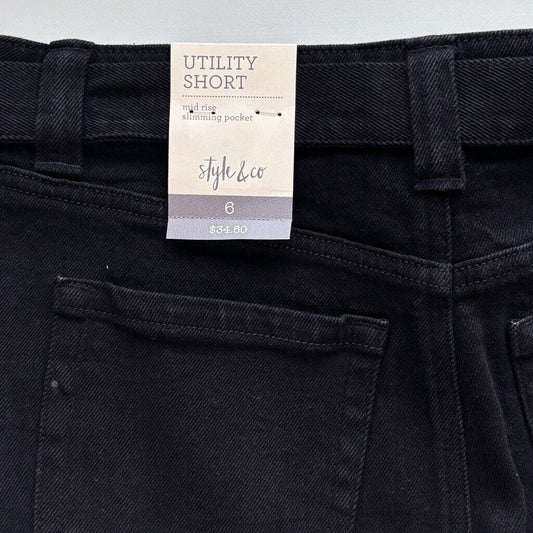 UTILITY
SHORT
mid rise
slimming pocket
style & co
6
$34.50